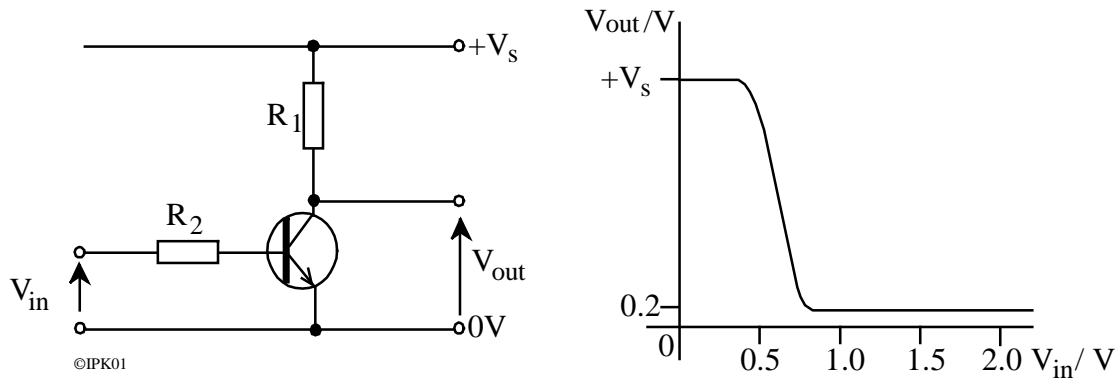 +Vs
R1
R2
Vin
Vout
0V
©IPK01
Vout /V
+Vs
0.2
0
0.5
1.0
1.5
2.0
Vin/ V